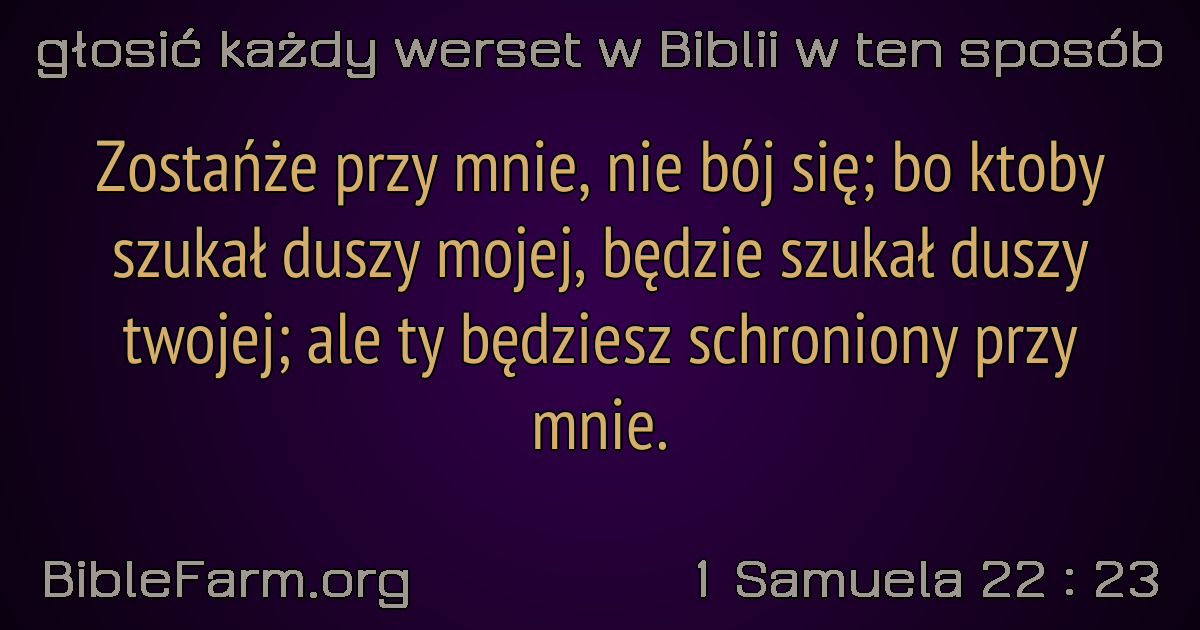 głosić każdy werset w Biblii w ten sposób
Zostańże przy mnie, nie bój się; bo ktoby
szukał duszy mojej, będzie szukał duszy
twojej; ale ty będziesz schroniony przy
mnie.
BibleFarm.org
1 Samuela 22 : 23